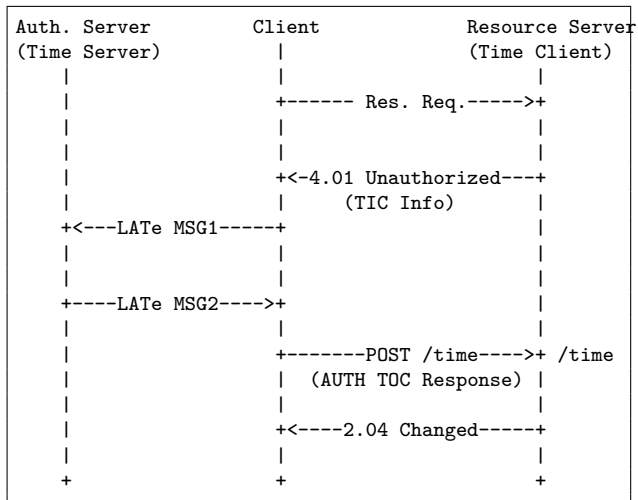 Auth. Server       Client             Resource Server
(Time Server)         |                 (Time Client)
    |                 |                       |
    |                 +------ Res. Req.----->+
    |                 |                       |
    |                 |                       |
    |                 +<-4.01 Unauthorized---+
    |                 |     (TIC Info)        |
    +<---LATe MSG1-----+                      |
    |                 |                       |
    |                 |                       |
    +----LATe MSG2---->+                      |
    |                 |                       |
    |                 +-------POST /time---->+ /time
    |                 |  (AUTH TOC Response) |
    |                 |                       |
    |                 +<----2.04 Changed-----+
    |                 |                       |
    +                 +                       +